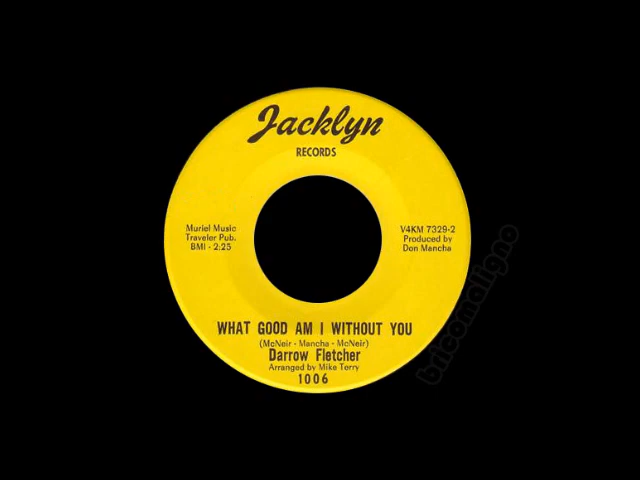 Jacklyn
RECORDS
Muriel Music
Traveler Pub.
BMI - 2:25
V4KM 7329-2
Produced by
Don Mancha
WHAT GOOD AM I WITHOUT YOU
(McNeir - Mancha - McNeir)
Darrow Fletcher
Arranged by Mike Terry
1006
bricomaligno